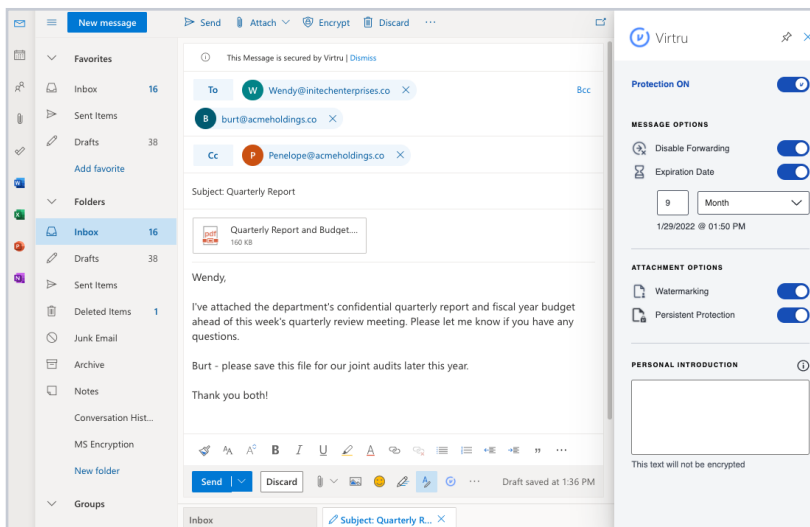 New message
Send Attach Encrypt Discard ...
Virtru
Favorites
This Message is secured by Virtru | Dismiss
Inbox 16
To W Wendy@initechenterprises.co X Bcc
Protection ON
Sent Items
B burt@acmeholdings.co X
Drafts 38
Cc P Penelope@acmeholdings.co X
Add favorite
Subject: Quarterly Report
Folders
Inbox 16
pdf Quarterly Report and Budget....
160 KB
Drafts 38
Sent Items
Deleted Items 1
Junk Email
Archive
Notes
Conversation Hist...
MS Encryption
New folder
Groups
Wendy,
I've attached the department's confidential quarterly report and fiscal year budget
ahead of this week's quarterly review meeting. Please let me know if you have any
questions.
Burt - please save this file for our joint audits later this year.
Thank you both!
B I U A
Send Discard ... Draft saved at 1:36 PM
Inbox Subject: Quarterly R... X
MESSAGE OPTIONS
Disable Forwarding
Expiration Date
9 Month
1/29/2022 @ 01:50 PM
ATTACHMENT OPTIONS
Watermarking
Persistent Protection
PERSONAL INTRODUCTION
This text will not be encrypted